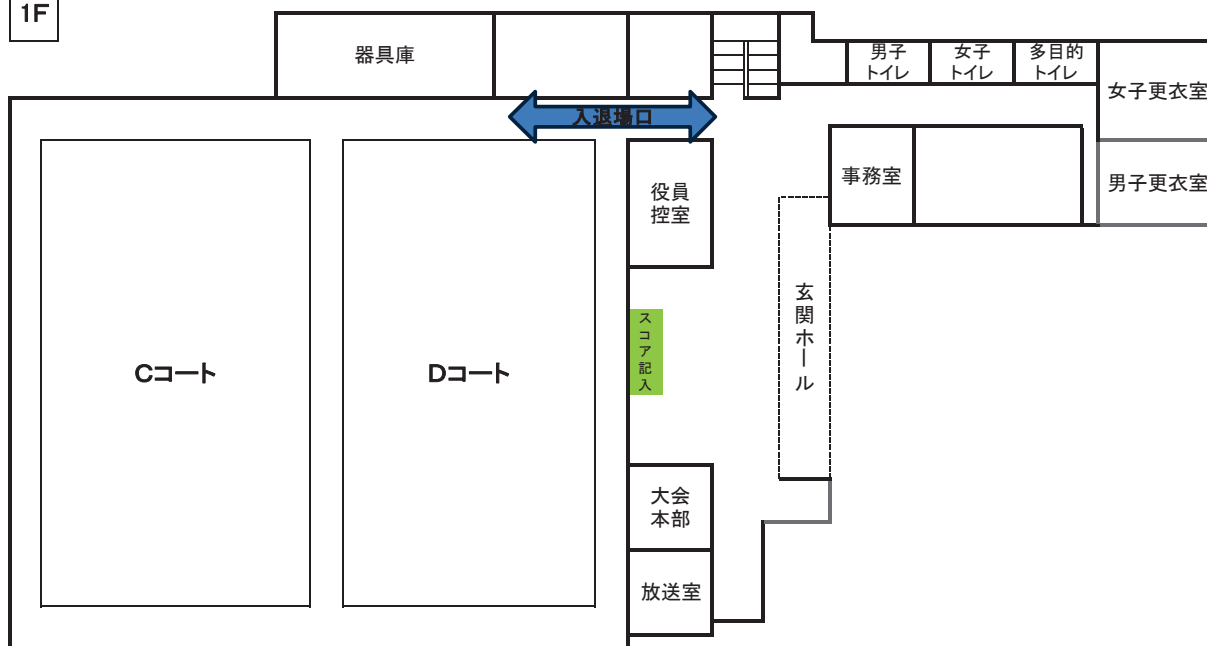 1F
器具庫
男子
トイレ
女子
トイレ
多目的
トイレ
女子更衣室
入退場口
役員
控室
事務室
男子更衣室
玄関ホール
スコア記入
Cコート
Dコート
大会
本部
放送室